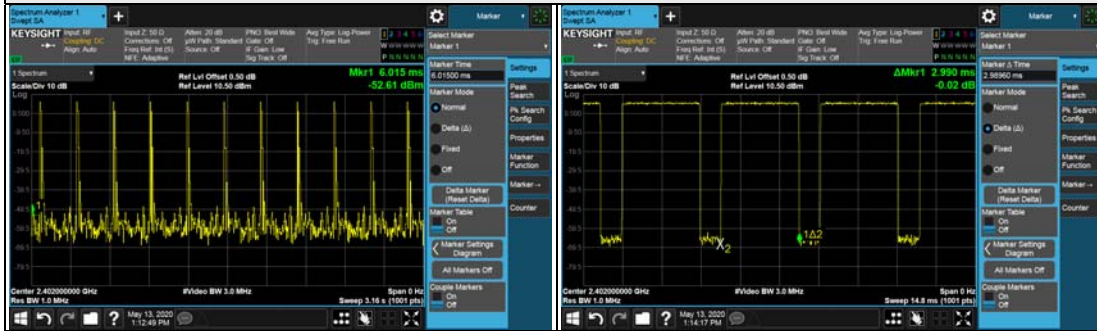 Spectrum Analyzer 1
Swept SA
+
Marker
KEYSIGHT
Input: RF
Coupling: DC
Align: Auto
Input Z: 50 Ω
Corrections: Off
Freq Ref: Int (S)
NFE: Adaptive
Atten: 20 dB
µW Path: Standard
Source: Off
PNO: Best Wide
Gate: Off
IF Gain: Low
Sig Track: Off
Avg Type: Log-Power
Trig: Free Run
1 2 3 4 5 6
Select Marker
Marker 1
1 Spectrum
Scale/Div 10 dB
Log
Ref Lvl Offset 0.50 dB
Ref Level 10.50 dBm
Mkr1 6.015 ms
-52.61 dBm
Marker Time
6.01500 ms
Marker Mode
Normal
Delta (Δ)
Fixed
Off
Delta Marker
(Reset Delta)
Marker Table
On
Off
Marker Settings
Diagram
All Markers Off
Couple Markers
On
Off
Settings
Peak
Search
Pk Search
Config
Properties
Marker
Function
Marker→
Counter
Center 2.402000000 GHz
Res BW 1.0 MHz
#Video BW 3.0 MHz
Span 0 Hz
Sweep 3.16 s (1001 pts)
?
May 13, 2020
1:12:49 PM
Spectrum Analyzer 1
Swept SA
+
Marker
KEYSIGHT
Input: RF
Coupling: DC
Align: Auto
Input Z: 50 Ω
Corrections: Off
Freq Ref: Int (S)
NFE: Adaptive
Atten: 20 dB
µW Path: Standard
Source: Off
PNO: Best Wide
Gate: Off
IF Gain: Low
Sig Track: Off
Avg Type: Log-Power
Trig: Free Run
1 2 3 4 5 6
Select Marker
Marker 1
1 Spectrum
Scale/Div 10 dB
Log
Ref Lvl Offset 0.50 dB
Ref Level 10.50 dBm
ΔMkr1 2.990 ms
-0.02 dB
Marker Δ Time
2.98960 ms
Marker Mode
Normal
Delta (Δ)
Fixed
Off
Delta Marker
(Reset Delta)
Marker Table
On
Off
Marker Settings
Diagram
All Markers Off
Couple Markers
On
Off
Settings
Peak
Search
Pk Search
Config
Properties
Marker
Function
Marker→
Counter
X2
1Δ2
Center 2.402000000 GHz
Res BW 1.0 MHz
#Video BW 3.0 MHz
Span 0 Hz
Sweep 14.8 ms (1001 pts)
?
May 13, 2020
1:14:17 PM